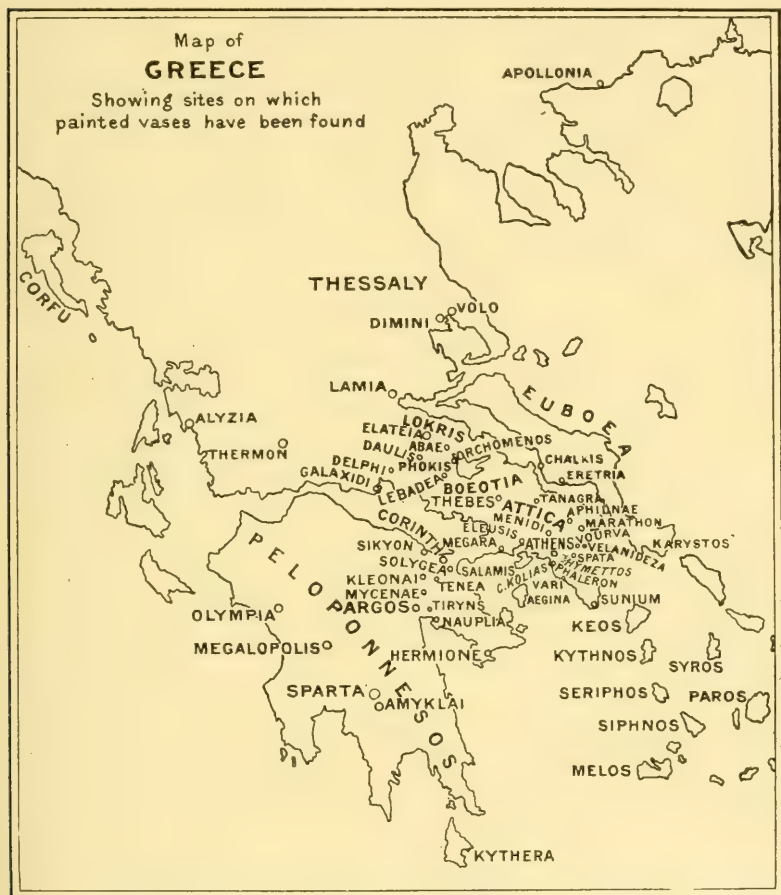 Map of
GREECE
Showing sites on which
painted vases have been found
APOLLONIA
CORFU
THESSALY
VOLO
DIMINI
LAMIA
EUBOEA
ALYZIA
THERMON
LOKRIS
ELATEIA
ABAE
ORCHOMENOS
DAULIS
DELPHI
PHOKIS
CHALKIS
GALAXIDI
LEBADEA
BOEOTIA
ERETRIA
THEBES
TANAGRA
ATTICA
APHIDNAE
MENIDI
MARATHON
CORINTH
ELEUSIS
VOURVA
SIKYON
MEGARA
ATHENS
VELANIDEZA
KARYSTOS
SOLYGEA
SALAMIS
SPATA
HYMETTOS
C. KOLIAS
PHALERON
KLEONAI
TENEA
VARI
MYCENAE
AEGINA
ARGOS
TIRYNS
SUNIUM
NAUPLIA
KEOS
PELOPONNESOS
OLYMPIA
MEGALOPOLIS
HERMIONE
KYTHNOS
SYROS
SPARTA
AMYKLAI
SERIPHOS
PAROS
SIPHNOS
MELOS
KYTHERA